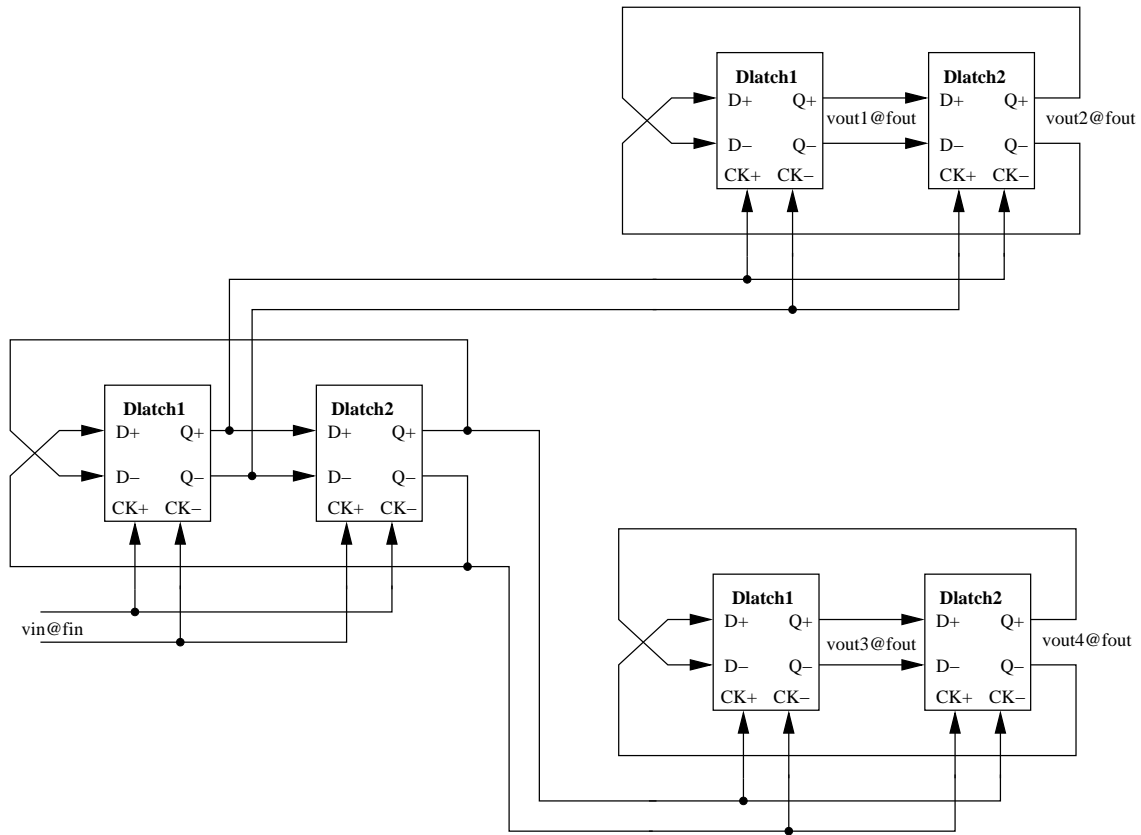 Dlatch1 Dlatch2
D+ Q+ D+ Q+
vout1@fout vout2@fout
D− Q− D− Q−
CK+ CK− CK+ CK−
Dlatch1 Dlatch2
D+ Q+ D+ Q+
D− Q− D− Q−
CK+ CK− CK+ CK−
vin@fin
Dlatch1 Dlatch2
D+ Q+ D+ Q+
vout3@fout vout4@fout
D− Q− D− Q−
CK+ CK− CK+ CK−